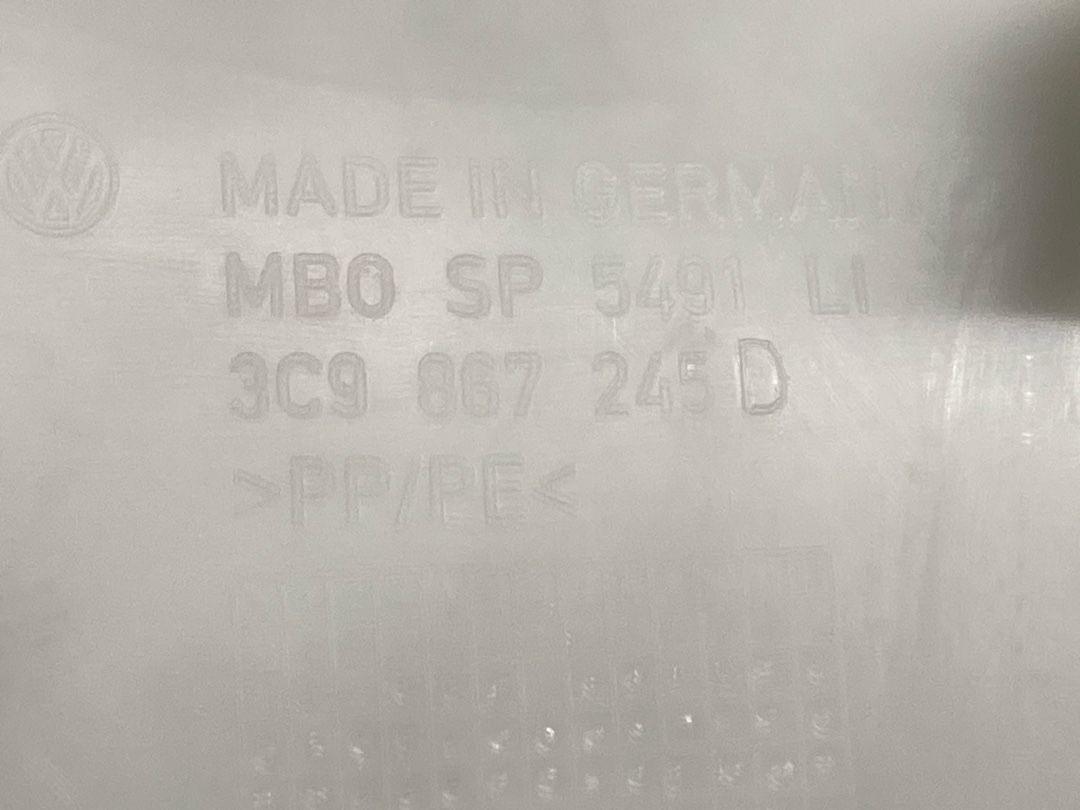 MADE IN GERMANY
MBO SP 5491 LI
3C9 867 245 D
>PP/PE<